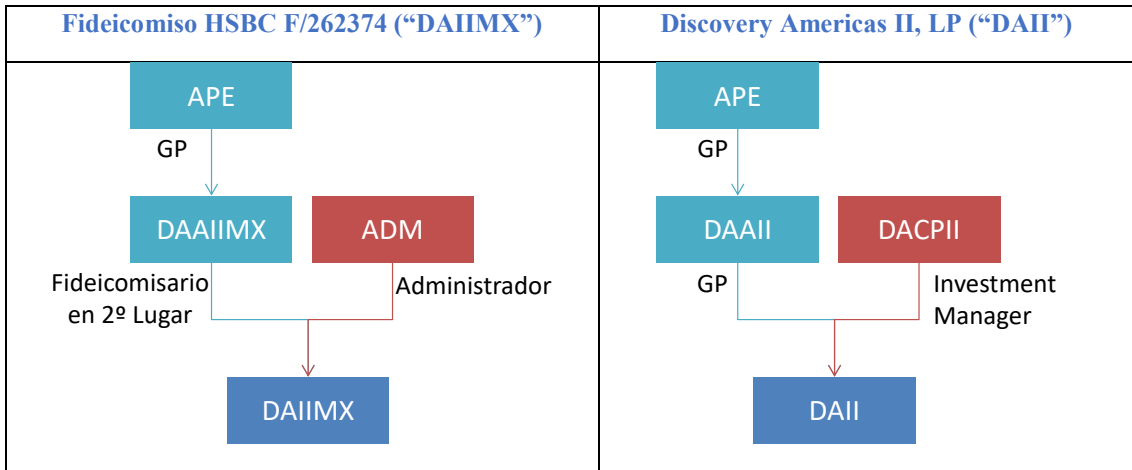 Fideicomiso HSBC F/262374 (“DAIIMX”)
APE
GP
DAAIIMX
ADM
Fideicomisario
en 2º Lugar
Administrador
DAIIMX
Discovery Americas II, LP (“DAII”)
APE
GP
DAAII
DACPII
GP
Investment
Manager
DAII